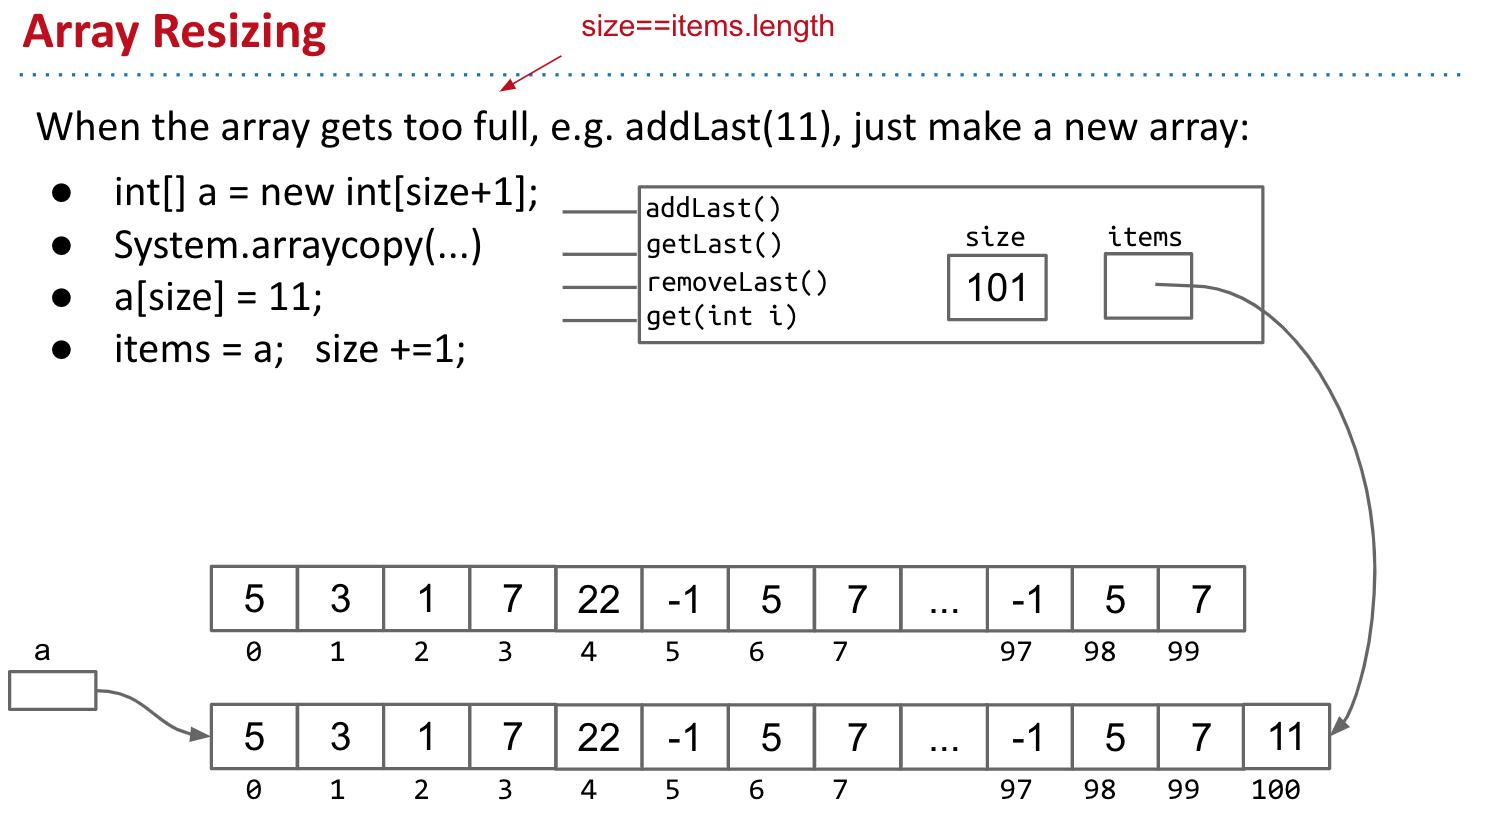 Array Resizing
size==items.length
When the array gets too full, e.g. addLast(11), just make a new array:
● int[] a = new int[size+1];
● System.arraycopy(...)
● a[size] = 11;
● items = a; size +=1;
addLast()
getLast()
removeLast()
get(int i)
size items
101
5 3 1 7 22 -1 5 7 ... -1 5 7
0 1 2 3 4 5 6 7 97 98 99
a
5 3 1 7 22 -1 5 7 ... -1 5 7 11
0 1 2 3 4 5 6 7 97 98 99 100